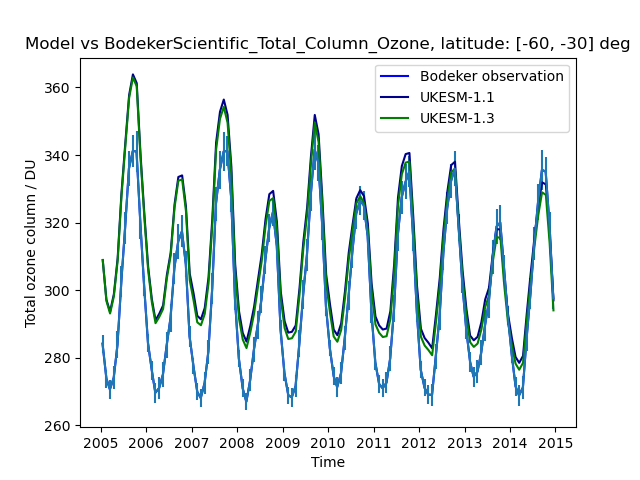 Model vs BodekerScientific_Total_Column_Ozone, latitude: [-60, -30] deg
Bodeker observation
UKESM-1.1
UKESM-1.3
Total ozone column / DU
360
340
320
300
280
260
2005 2006 2007 2008 2009 2010 2011 2012 2013 2014 2015
Time